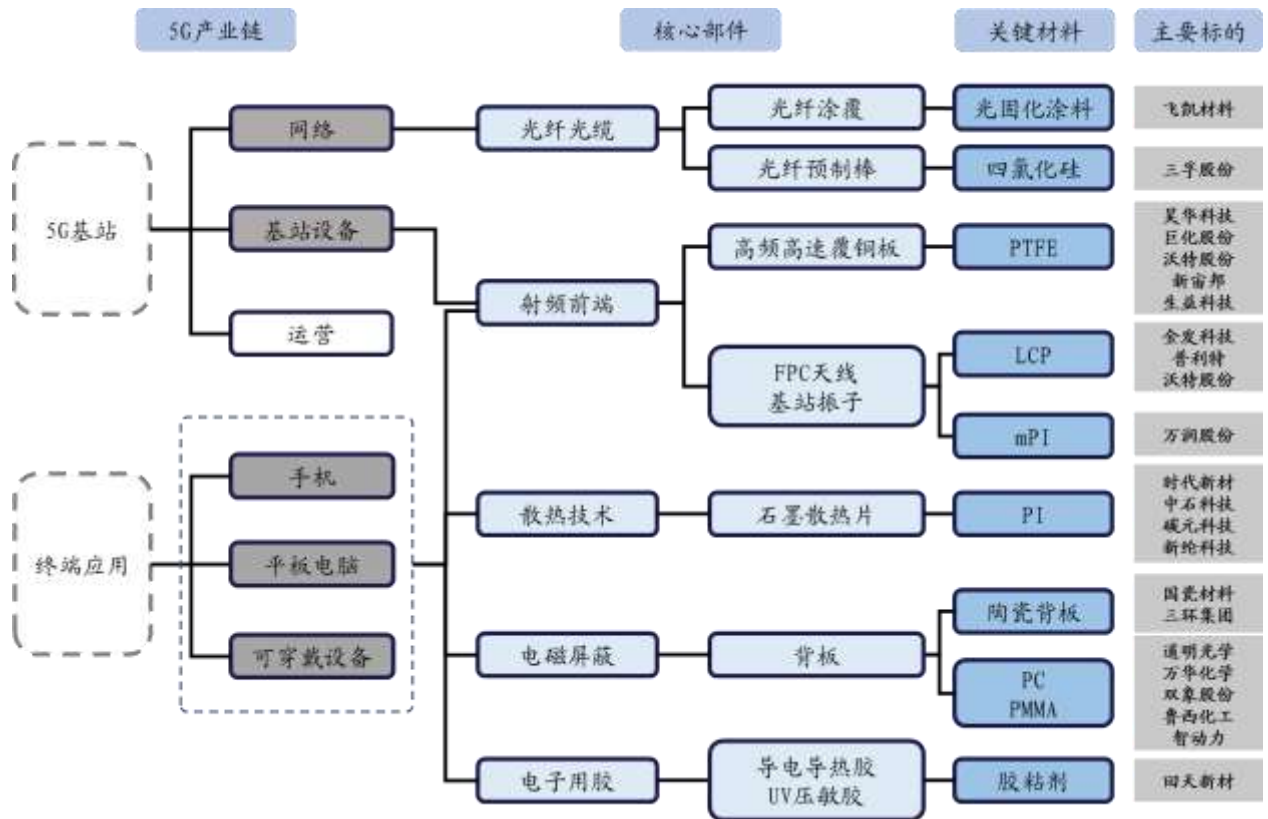 5G产业链
核心部件
关键材料
主要标的
5G基站
网络
基站设备
运营
终端应用
手机
平板电脑
可穿戴设备
光纤光缆
光纤涂覆
光固化涂料
飞凯材料
光纤预制棒
四氯化硅
三孚股份
射频前端
高频高速覆铜板
PTFE
昊华科技
巨化股份
沃特股份
新宙邦
生益科技
FPC天线
基站振子
LCP
金发科技
普利特
沃特股份
mPI
万润股份
散热技术
石墨散热片
PI
时代新材
中石科技
碳元科技
新纶科技
电磁屏蔽
背板
陶瓷背板
国瓷材料
三环集团
PC
PMMA
道明光学
万华化学
双象股份
鲁西化工
智动力
电子用胶
导电导热胶
UV压敏胶
胶粘剂
回天新材